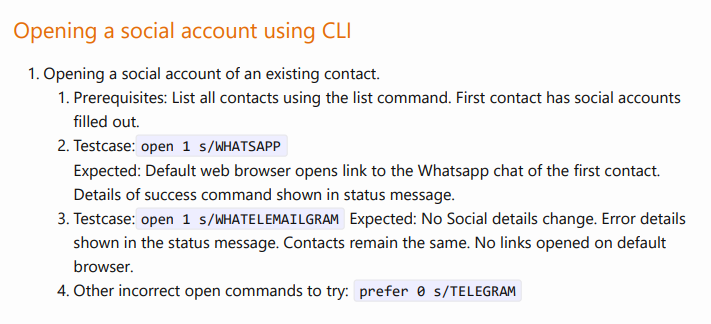 Opening a social account using CLI
1. Opening a social account of an existing contact.
1. Prerequisites: List all contacts using the list command. First contact has social accounts
filled out.
2. Testcase: open 1 s/WHATSAPP
Expected: Default web browser opens link to the Whatsapp chat of the first contact.
Details of success command shown in status message.
3. Testcase: open 1 s/WHATELEMAILGRAM Expected: No Social details change. Error details
shown in the status message. Contacts remain the same. No links opened on default
browser.
4. Other incorrect open commands to try: prefer 0 s/TELEGRAM